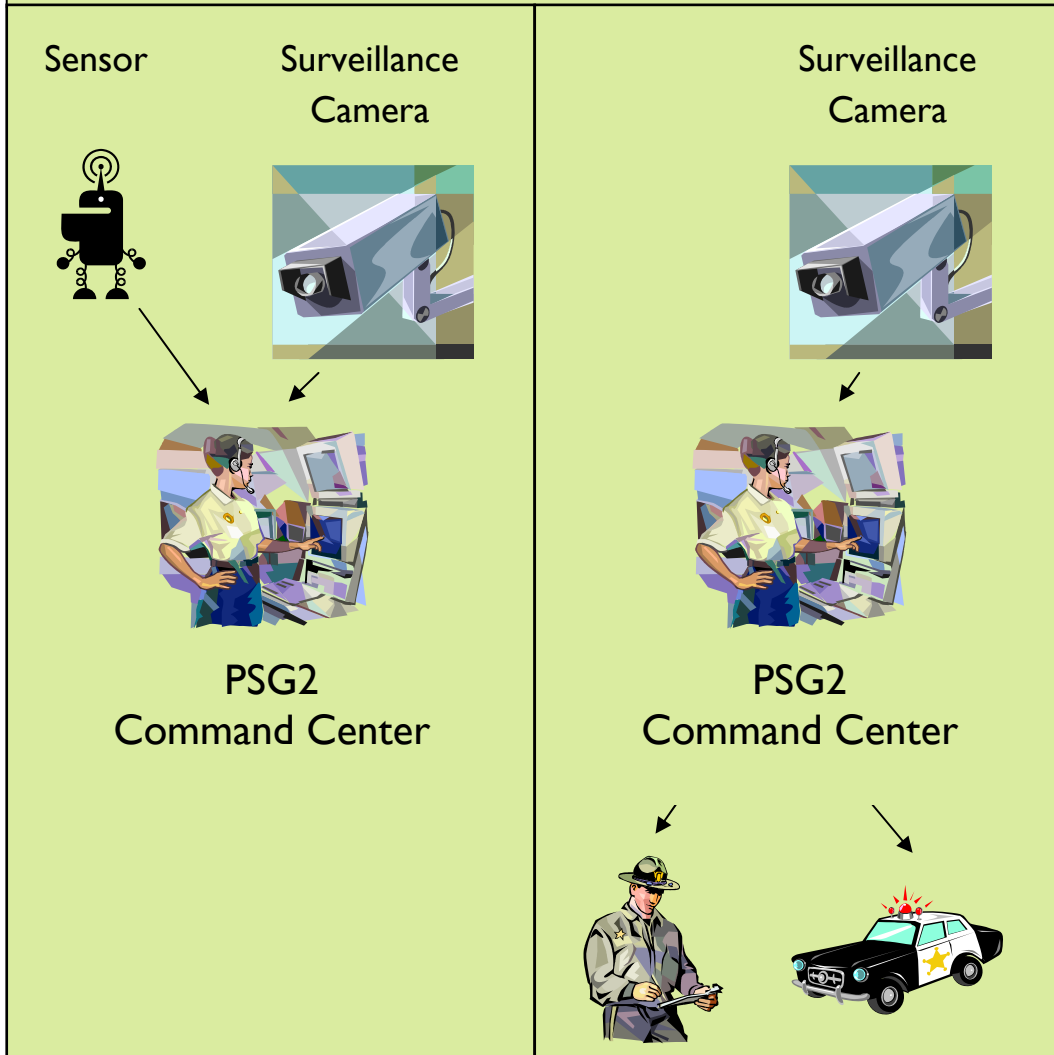 Sensor
Surveillance
Camera
PSG2
Command Center
Surveillance
Camera
PSG2
Command Center